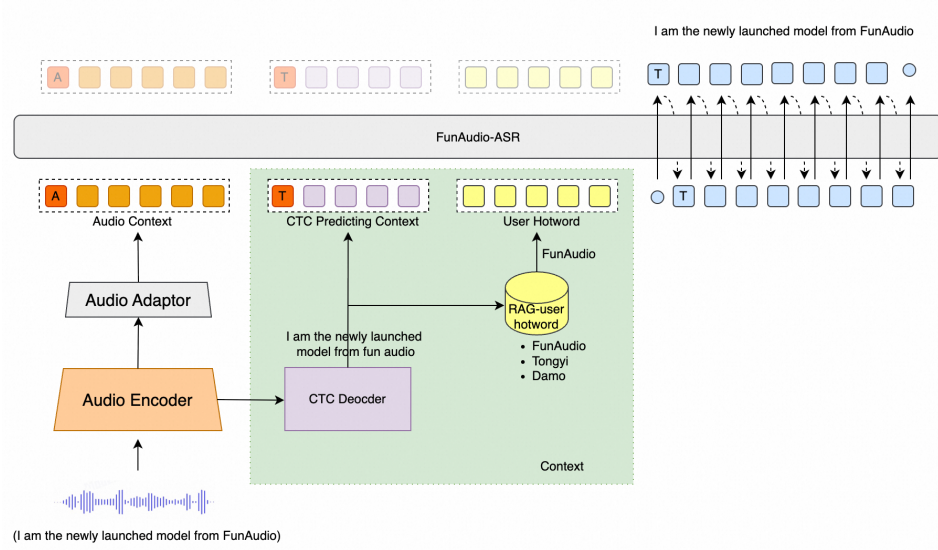 I am the newly launched model from FunAudio
A
T
T
FunAudio-ASR
A
T
T
Audio Context
CTC Predicting Context
User Hotword
FunAudio
Audio Adaptor
RAG-user
hotword
I am the newly launched
model from fun audio
• FunAudio
• Tongyi
• Damo
Audio Encoder
CTC Deocder
Context
(I am the newly launched model from FunAudio)